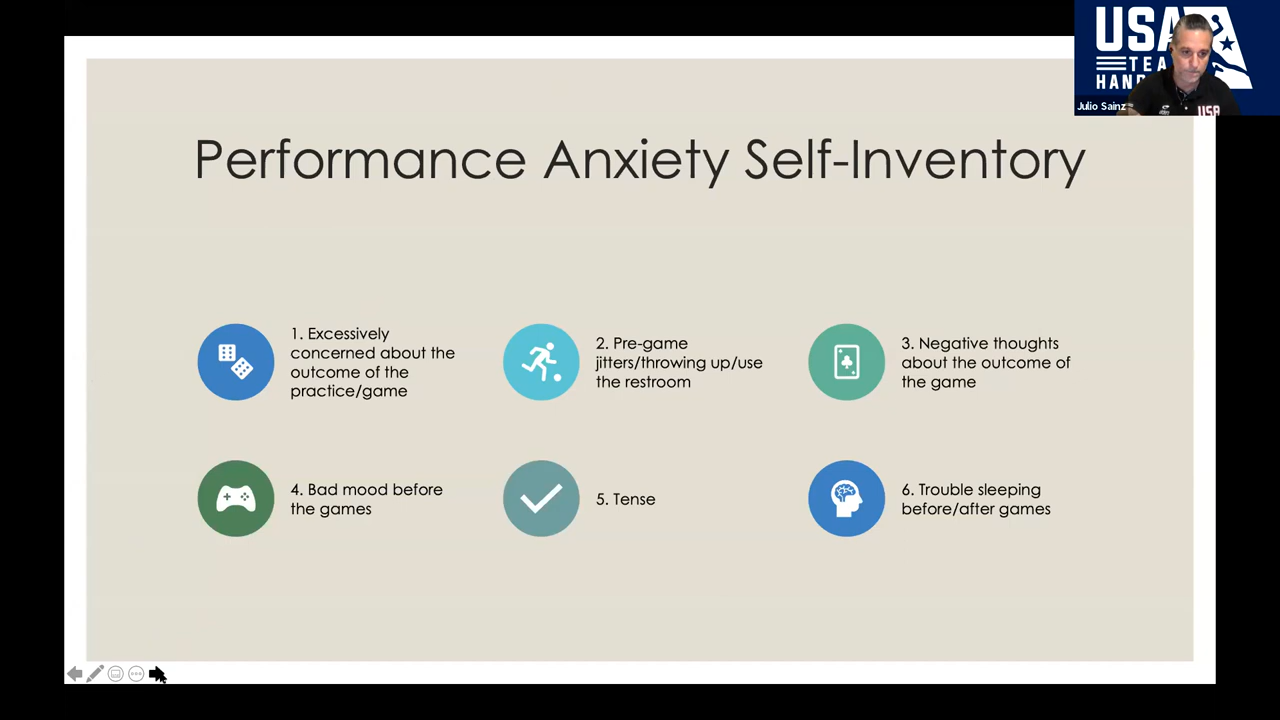 USA
TEA
HAND
Julio Sainz
USA
Performance Anxiety Self-Inventory
1. Excessively
concerned about the
outcome of the
practice/game
2. Pre-game
jitters/throwing up/use
the restroom
3. Negative thoughts
about the outcome of
the game
4. Bad mood before
the games
5. Tense
6. Trouble sleeping
before/after games